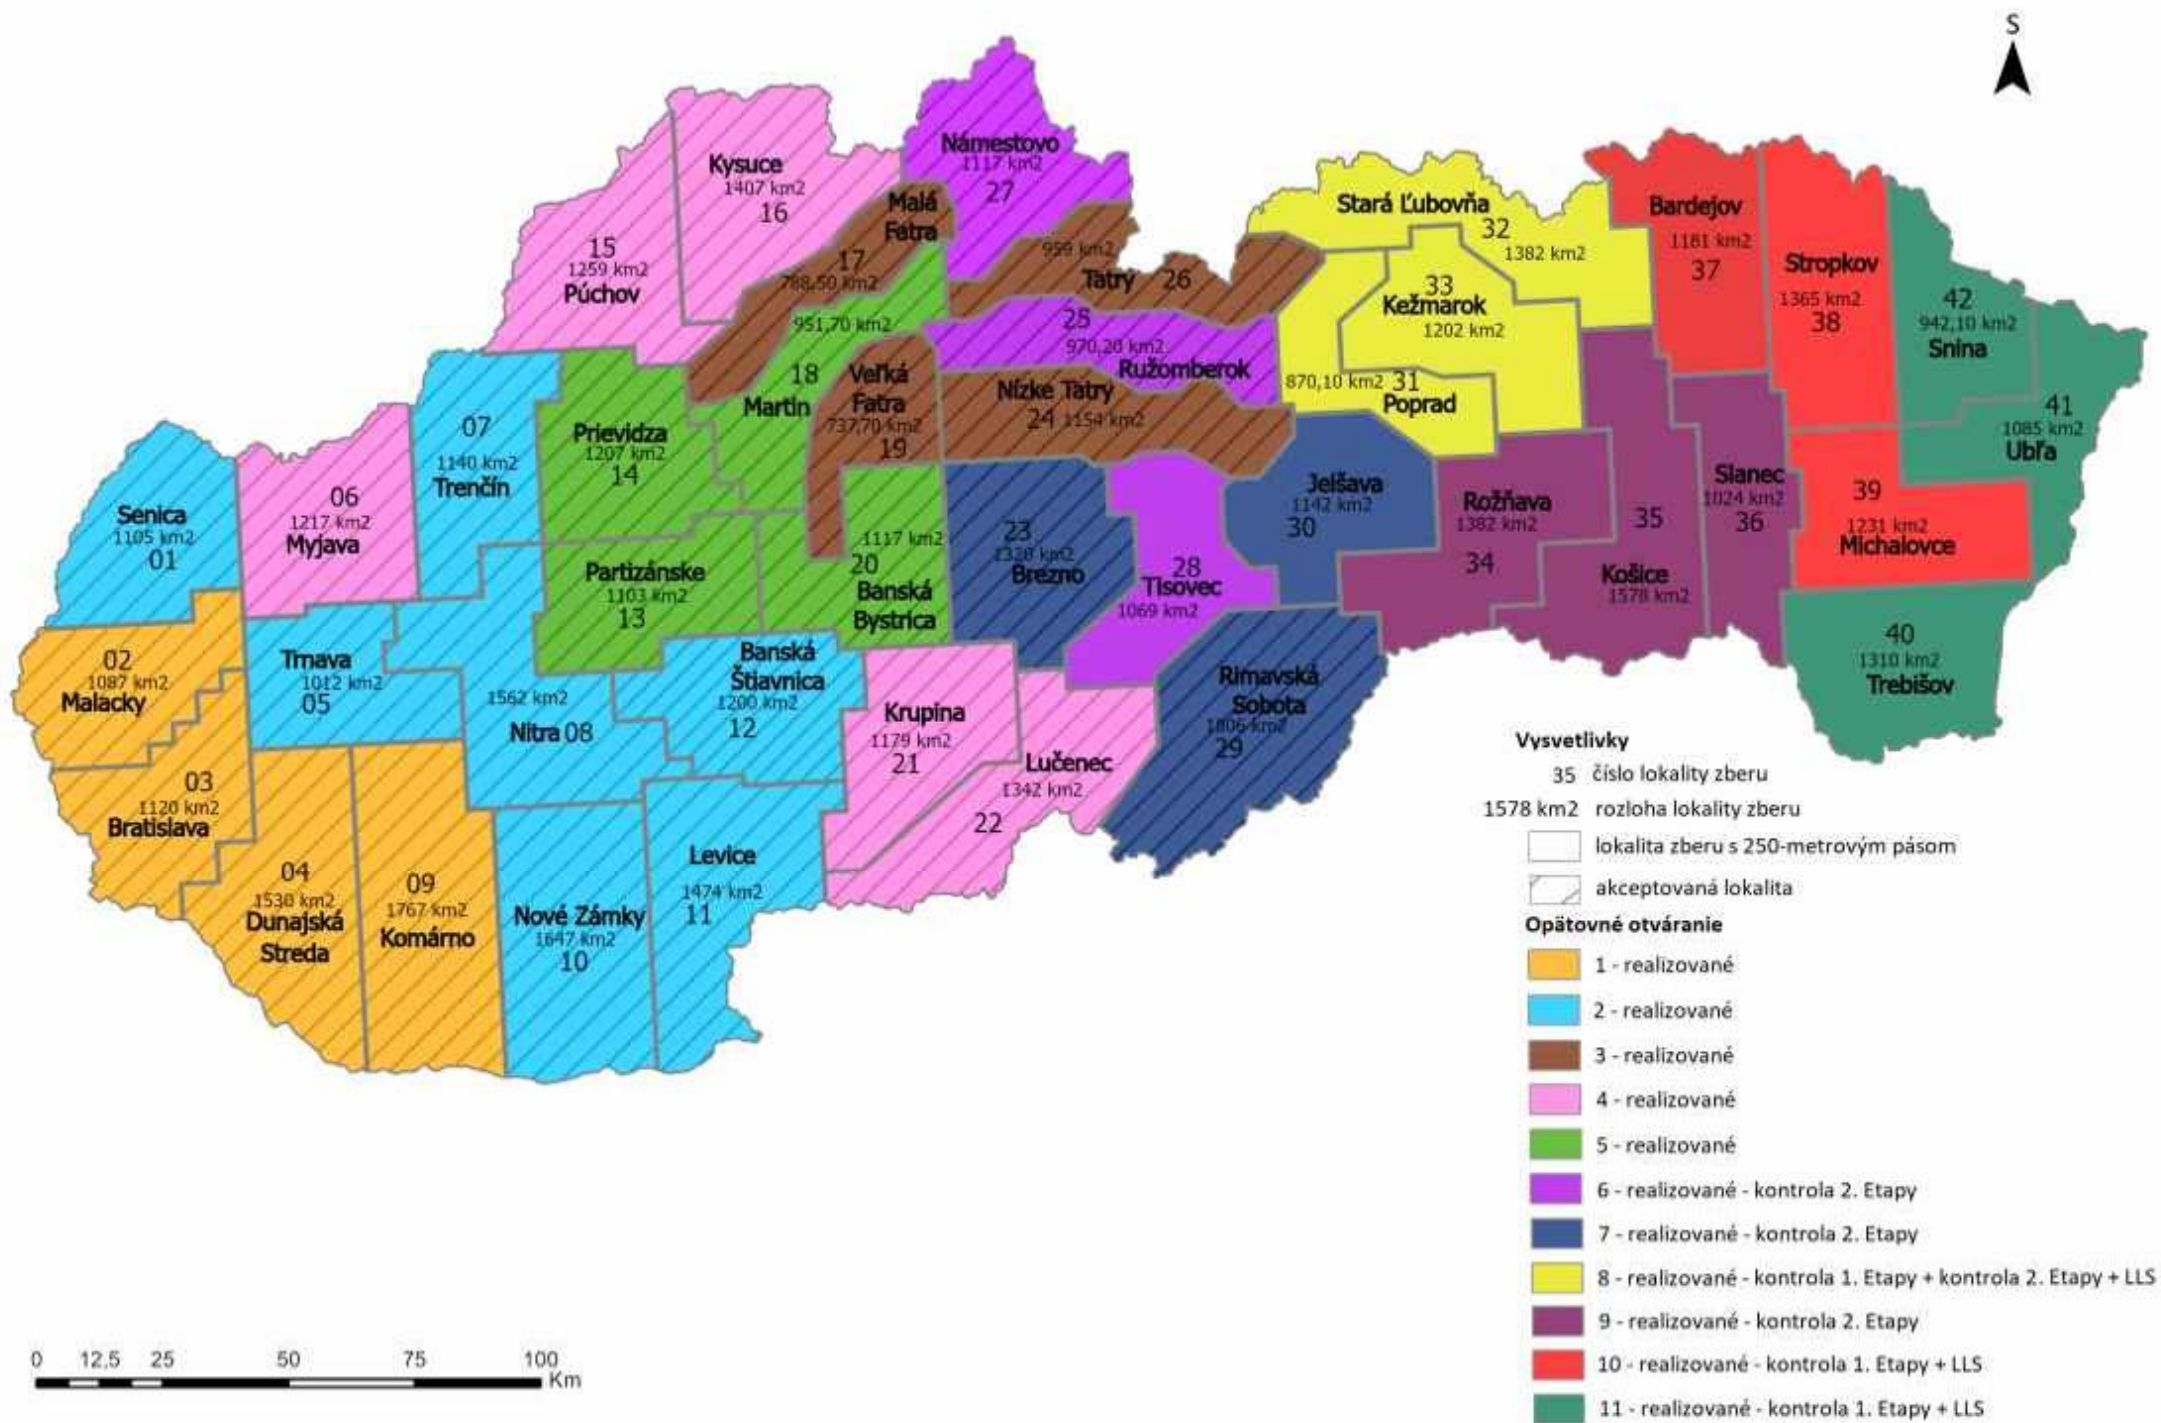 S
Námestovo
1117 km2
27
Kysuce
1407 km2
16
Malá
Fatra
17
788,50 km2
15
1259 km2
Púchov
959 km2
Tatry 26
Stará Ľubovňa
32
1382 km2
Bardejov
1181 km2
37
Stropkov
1365 km2
38
33
Kežmarok
1202 km2
42
942,10 km2
Snina
951,70 km2
18
Martin
25
970,20 km2
Ružomberok
Veľká
Fatra
737,70 km2
19
Nízke Tatry
24 1154 km2
870,10 km2 31
Poprad
41
1085 km2
Ubľa
07
1140 km2
Trenčín
Prievidza
1207 km2
14
06
1217 km2
Myjava
Senica
1105 km2
01
Jelšava
1142 km2
30
Rožňava
1382 km2
34
35
Košice
1578 km2
Slanec
1024 km2
36
39
1231 km2
Michalovce
23
Brezno
1117 km2
20
Banská
Bystrica
28
Tisovec
1069 km2
Partizánske
1103 km2
13
40
1310 km2
Trebišov
02
1087 km2
Malacky
Trnava
1012 km2
05
1562 km2
Nitra 08
Banská
Štiavnica
1200 km2
12
Krupina
1179 km2
21
Lučenec
1342 km2
22
Rimavská
Sobota
1806 km2
29
03
1120 km2
Bratislava
04
1530 km2
Dunajská
Streda
09
1767 km2
Komárno
Nové Zámky
1647 km2
10
Levice
1474 km2
11
Vysvetlivky
35 číslo lokality zberu
1578 km2 rozloha lokality zberu
lokalita zberu s 250-metrovým pásom
akceptovaná lokalita
Opätovné otváranie
1 - realizované
2 - realizované
3 - realizované
4 - realizované
5 - realizované
6 - realizované - kontrola 2. Etapy
7 - realizované - kontrola 2. Etapy
8 - realizované - kontrola 1. Etapy + kontrola 2. Etapy + LLS
9 - realizované - kontrola 2. Etapy
10 - realizované - kontrola 1. Etapy + LLS
11 - realizované - kontrola 1. Etapy + LLS
0 12,5 25 50 75 100
Km